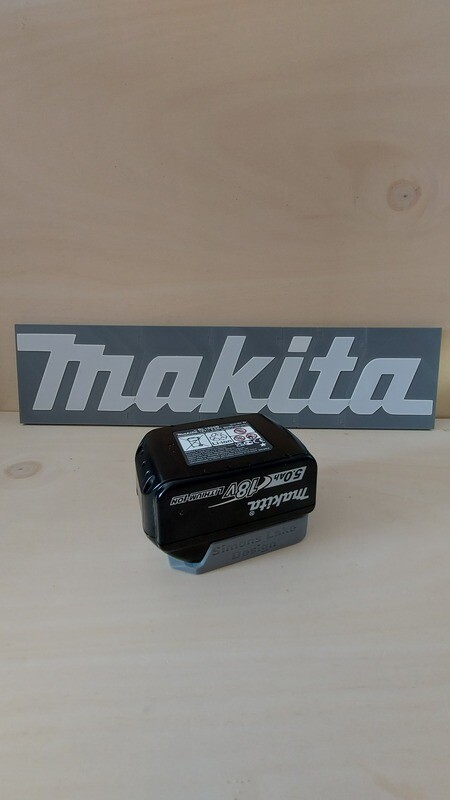 makita
makita®
18V LITHIUM-ION
5.0Ah
Simons Lake
Design